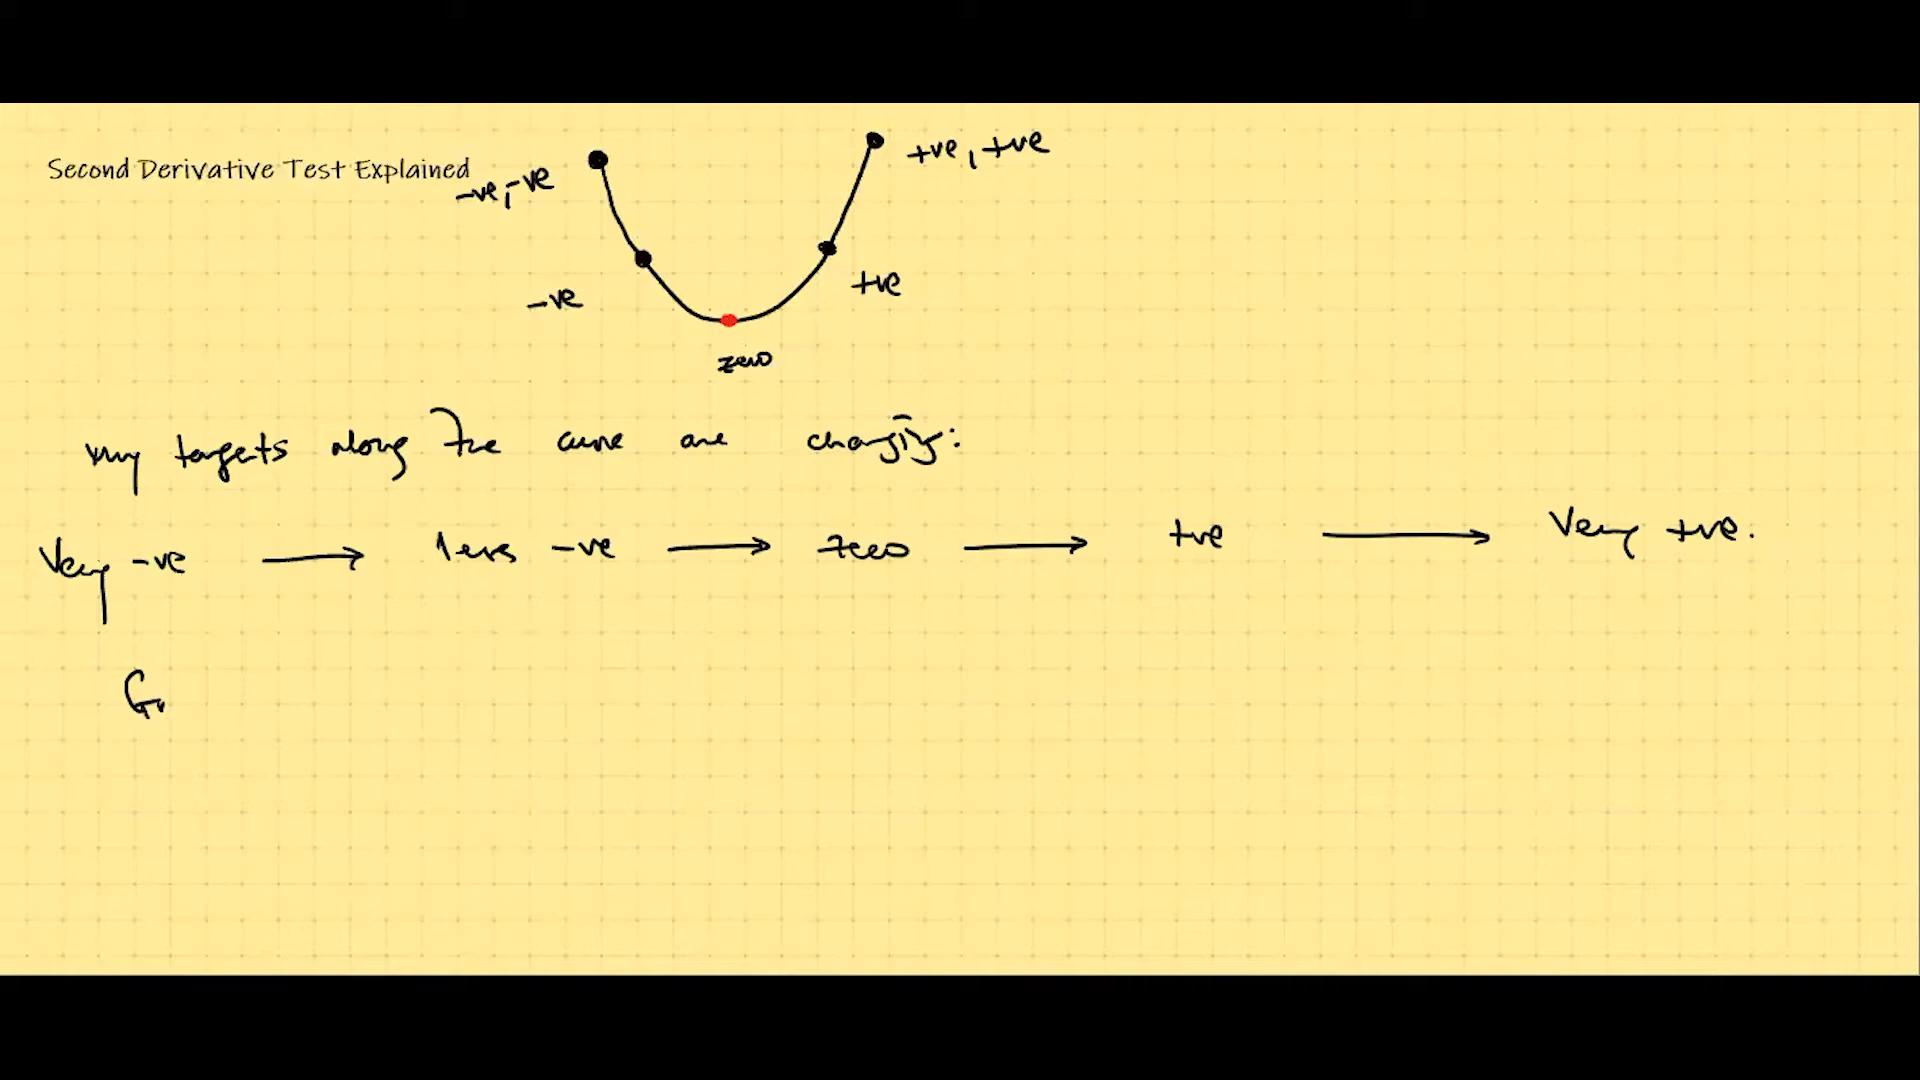 Second Derivative Test Explained
-ve, -ve
+ve, +ve
-ve
+ve
zero
my targets along the curve are changing:
Very -ve → less -ve → zero → +ve → Very +ve.